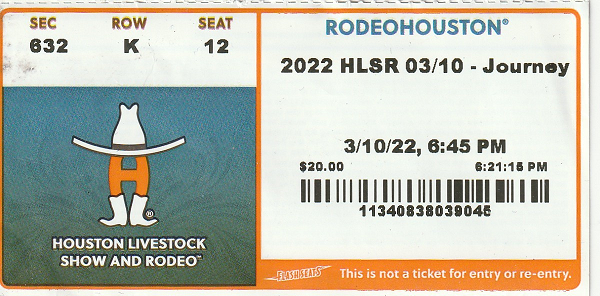 SEC ROW SEAT
632 K 12
H
®
HOUSTON LIVESTOCK
SHOW AND RODEO™
RODEOHOUSTON®
2022 HLSR 03/10 - Journey
3/10/22, 6:45 PM
$20.00 6:21:15 PM
11340838039045
FLASH SEATS This is not a ticket for entry or re-entry.